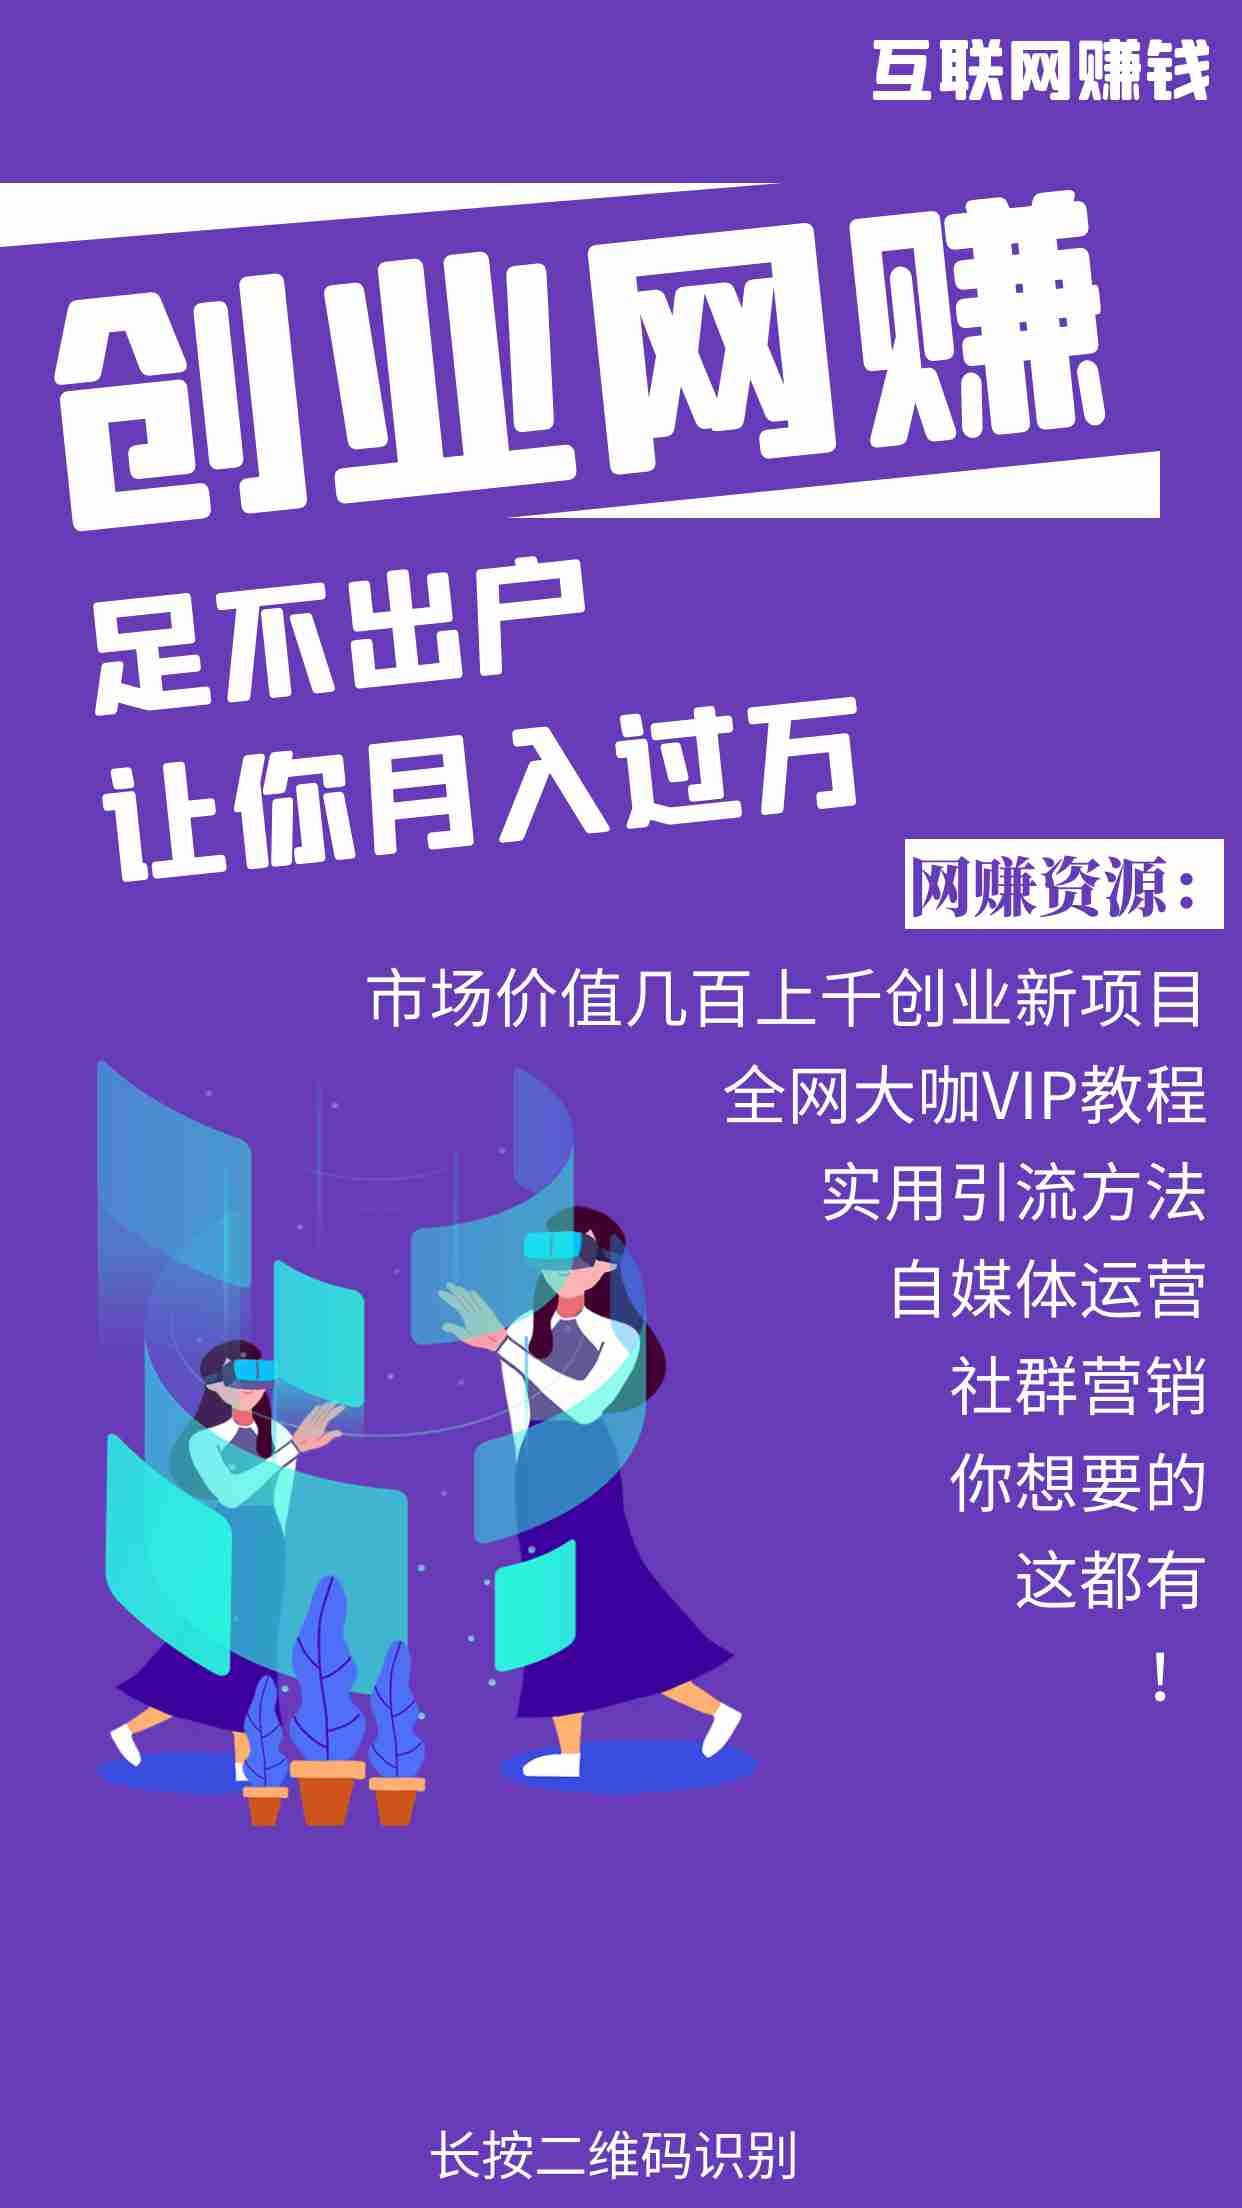 互联网赚钱
创业网赚
足不出户
让你月入过万
网赚资源：
市场价值几百上千创业新项目
全网大咖VIP教程
实用引流方法
自媒体运营
社群营销
你想要的
这都有
！
长按二维码识别